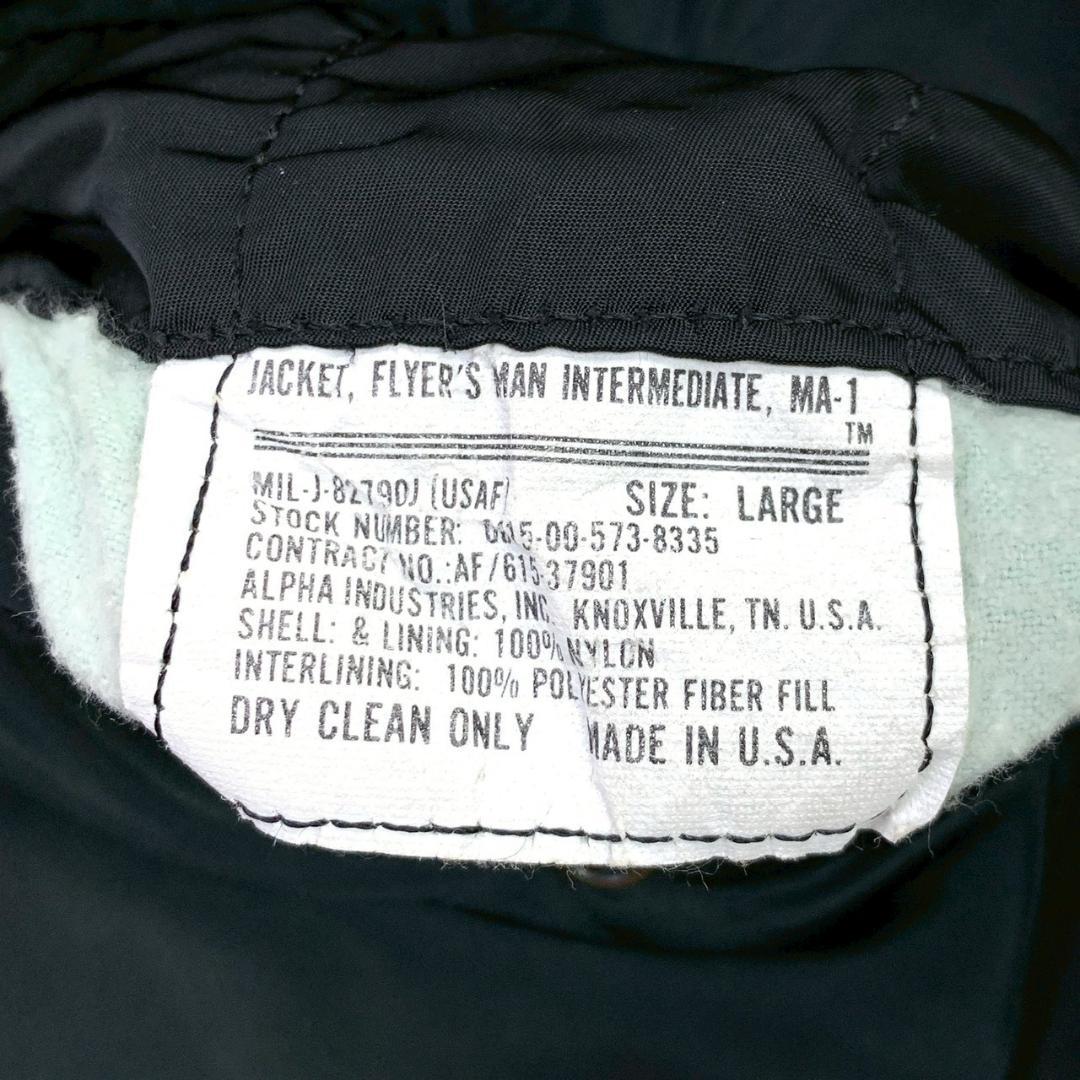 JACKET, FLYER'S MAN INTERMEDIATE, MA-1
TM
MIL-J-82790J (USAF) SIZE: LARGE
STOCK NUMBER: 00-573-8335
CONTRACT NO.:AF/615-37901
ALPHA INDUSTRIES, INC. KNOXVILLE, TN. U.S.A.
SHELL: & LINING: 100% NYLON
INTERLINING: 100% POLYESTER FIBER FILL
DRY CLEAN ONLY MADE IN U.S.A.